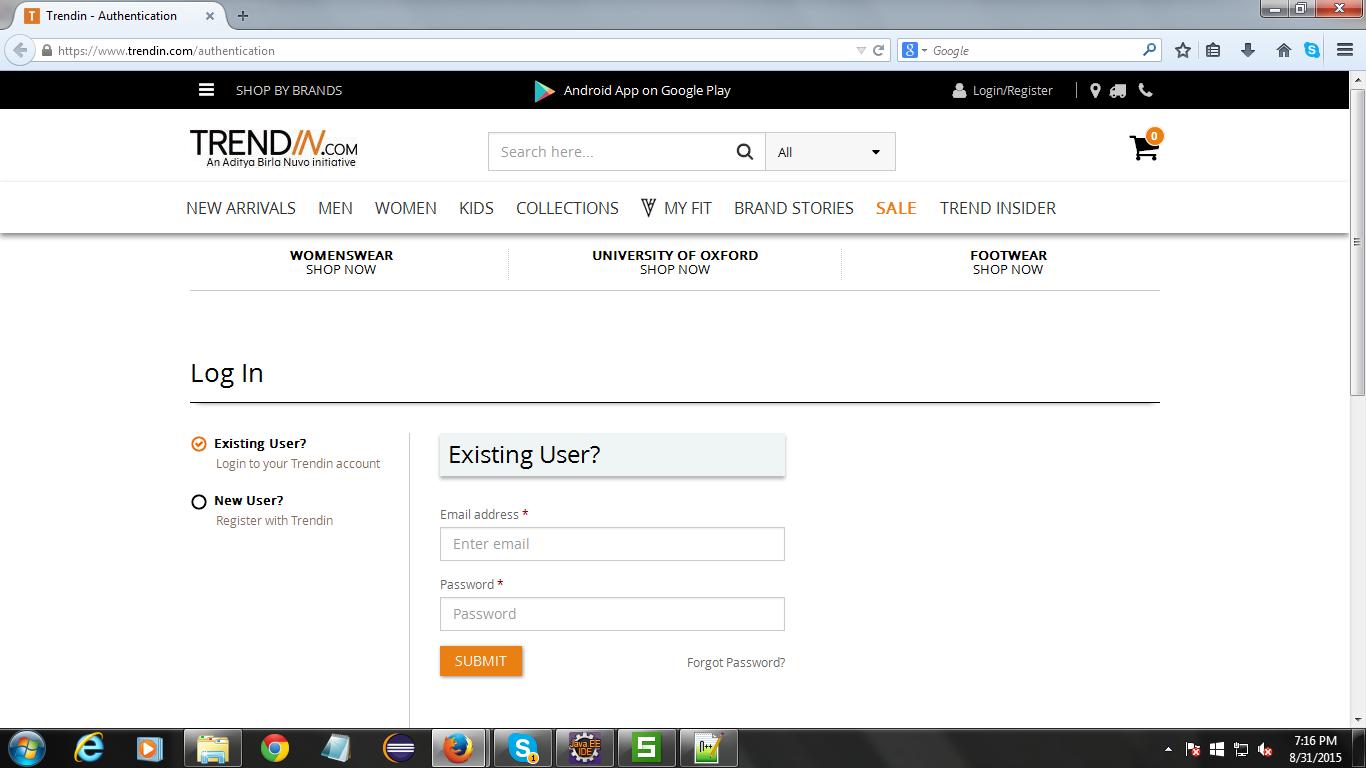 Trendin - Authentication
https://www.trendin.com/authentication
Google
SHOP BY BRANDS
Android App on Google Play
Login/Register
TRENDIN.COM
An Aditya Birla Nuvo initiative
Search here...
All
0
NEW ARRIVALS MEN WOMEN KIDS COLLECTIONS MY FIT BRAND STORIES SALE TREND INSIDER
WOMENSWEAR
SHOP NOW
UNIVERSITY OF OXFORD
SHOP NOW
FOOTWEAR
SHOP NOW
Log In
Existing User?
Login to your Trendin account
New User?
Register with Trendin
Existing User?
Email address *
Enter email
Password *
Password
SUBMIT
Forgot Password?
Java EE
IDE
7:16 PM
8/31/2015